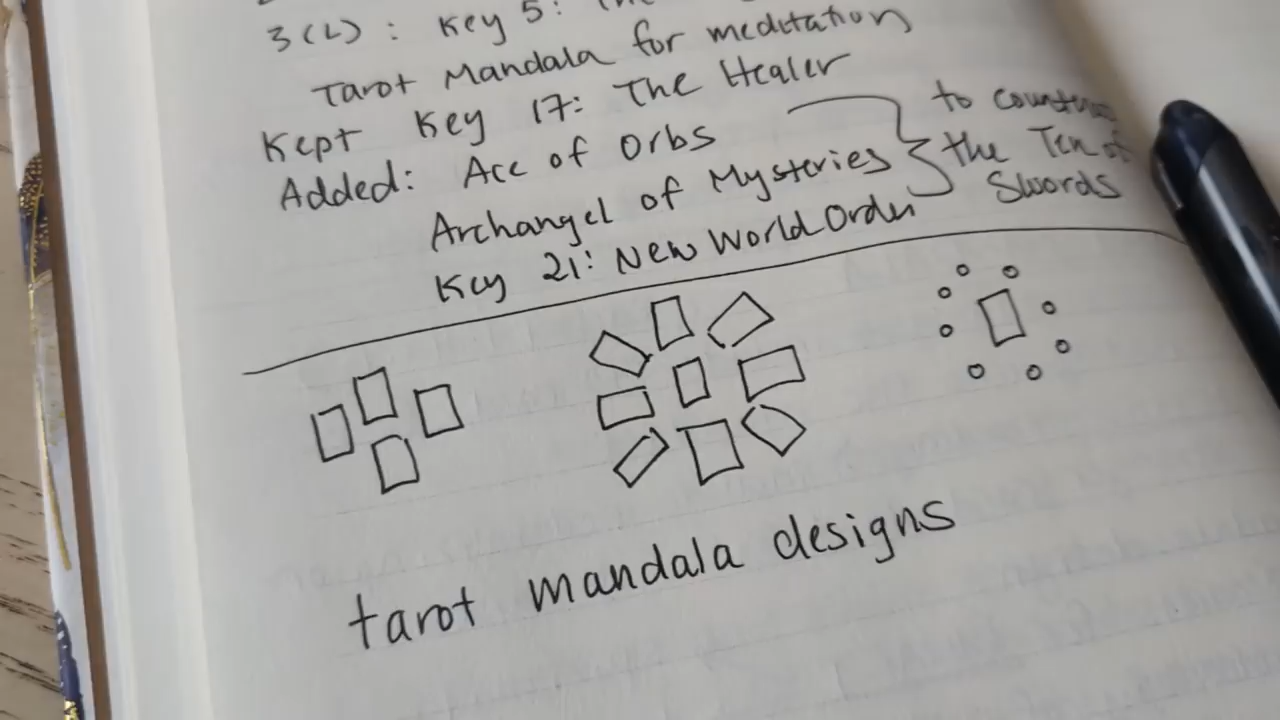 3(L): Key 5:
Tarot Mandala for meditation
Kept Key 17: The Healer
Added: Ace of Orbs
Archangel of Mysteries
Key 21: New World Order
to
the Ten of
Swords
tarot mandala designs